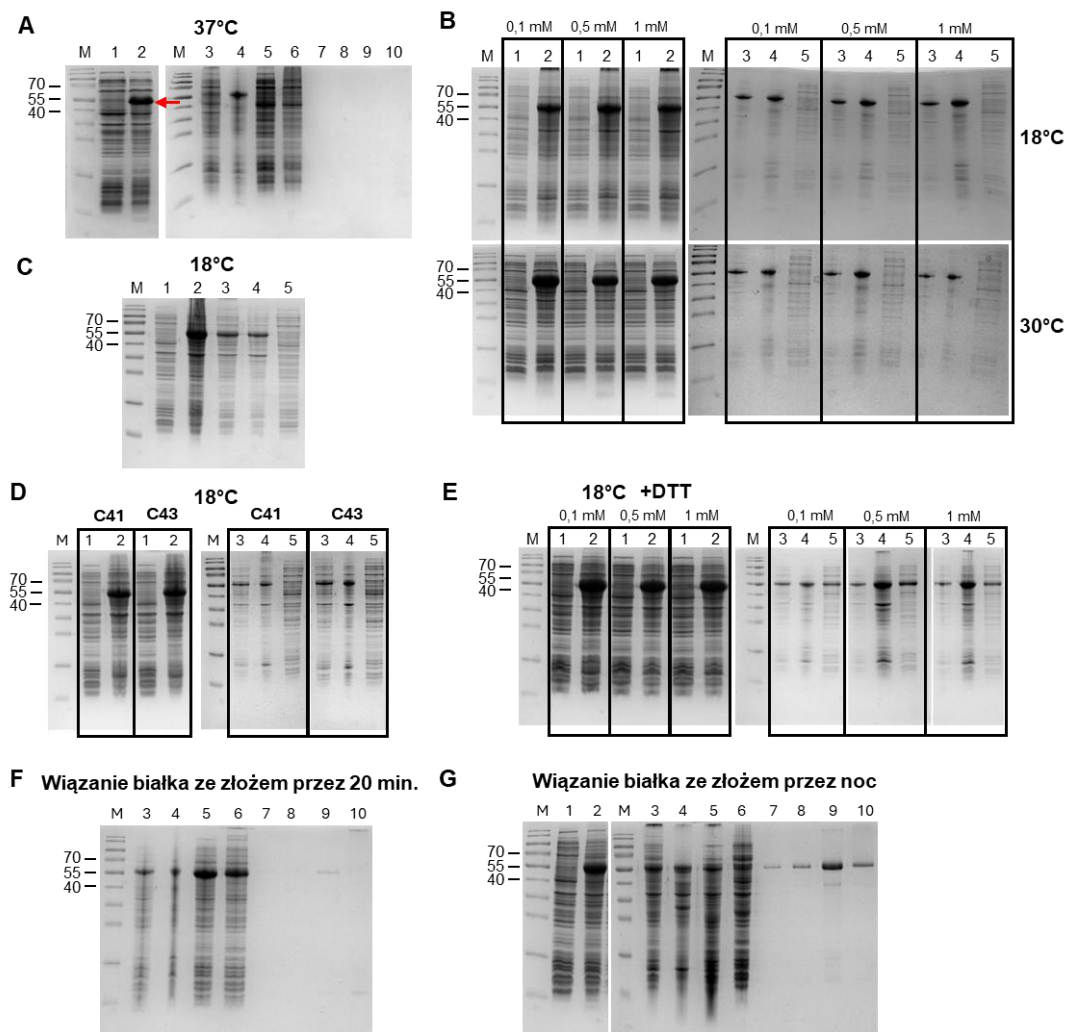 A
37°C
M 1 2 M 3 4 5 6 7 8 9 10
70
55
40
B
0,1 mM 0,5 mM 1 mM 0,1 mM 0,5 mM 1 mM
M 1 2 1 2 1 2 M 3 4 5 3 4 5 3 4 5
70
55
40
18°C
70
55
40
30°C
C
18°C
M 1 2 3 4 5
70
55
40
D
18°C
C41 C43 C41 C43
M 1 2 1 2 M 3 4 5 3 4 5
70
55
40
E
18°C +DTT
0,1 mM 0,5 mM 1 mM 0,1 mM 0,5 mM 1 mM
M 1 2 1 2 1 2 M 3 4 5 3 4 5 3 4 5
70
55
40
F Wiązanie białka ze złożem przez 20 min.
M 3 4 5 6 7 8 9 10
70
55
40
G Wiązanie białka ze złożem przez noc
M 1 2 M 3 4 5 6 7 8 9 10
70
55
40